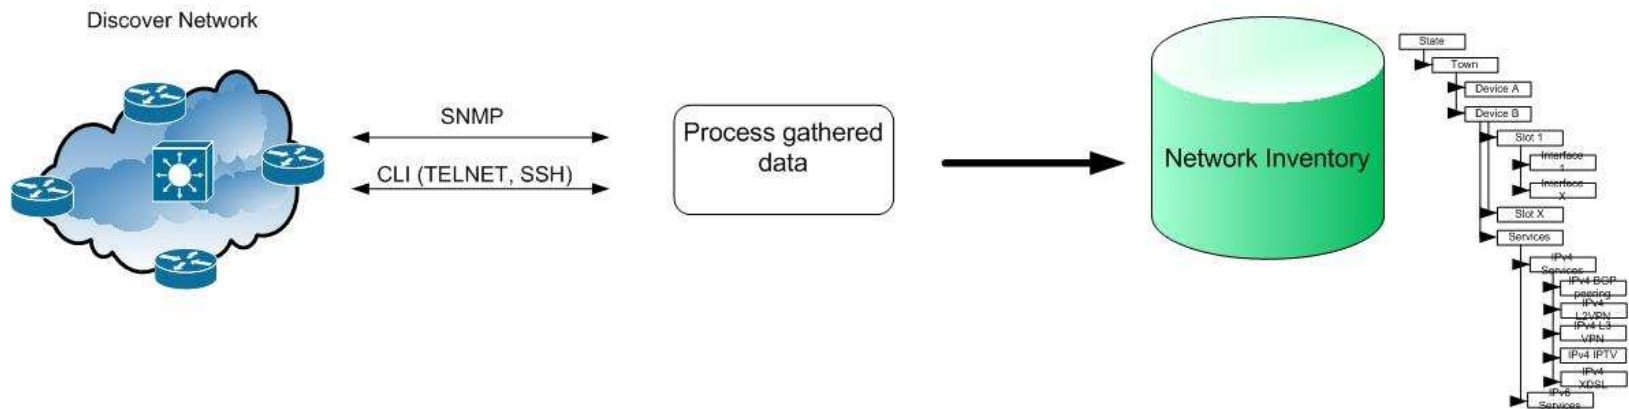 Discover Network
SNMP
CLI (TELNET, SSH)
Process gathered
data
Network Inventory
State
Town
Device A
Device B
Slot 1
Interface
1
Interface
X
Slot X
Services
IPv4
Services
IPv4 BGP
peering
IPv4
L2VPN
IPv4 L3
VPN
IPv4 IPTV
IPv4
XDSL
IPv6
Services